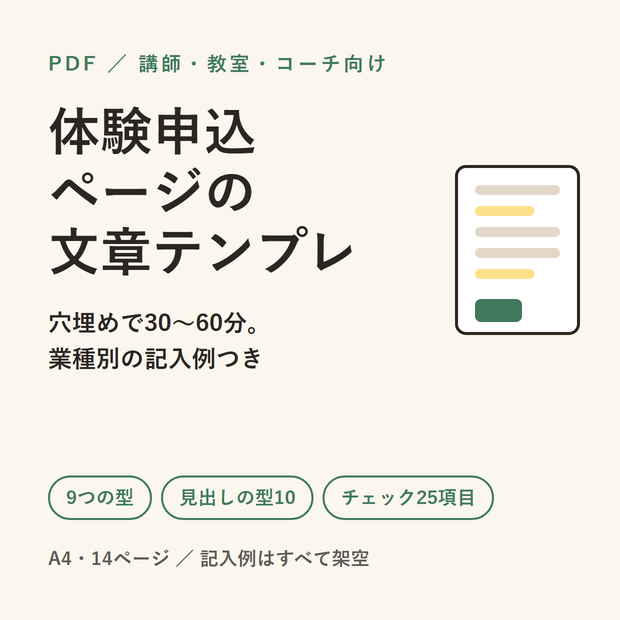 PDF ／ 講師・教室・コーチ向け
体験申込
ページの
文章テンプレ
穴埋めで30〜60分。
業種別の記入例つき
9つの型
見出しの型10
チェック25項目
A4・14ページ ／ 記入例はすべて架空